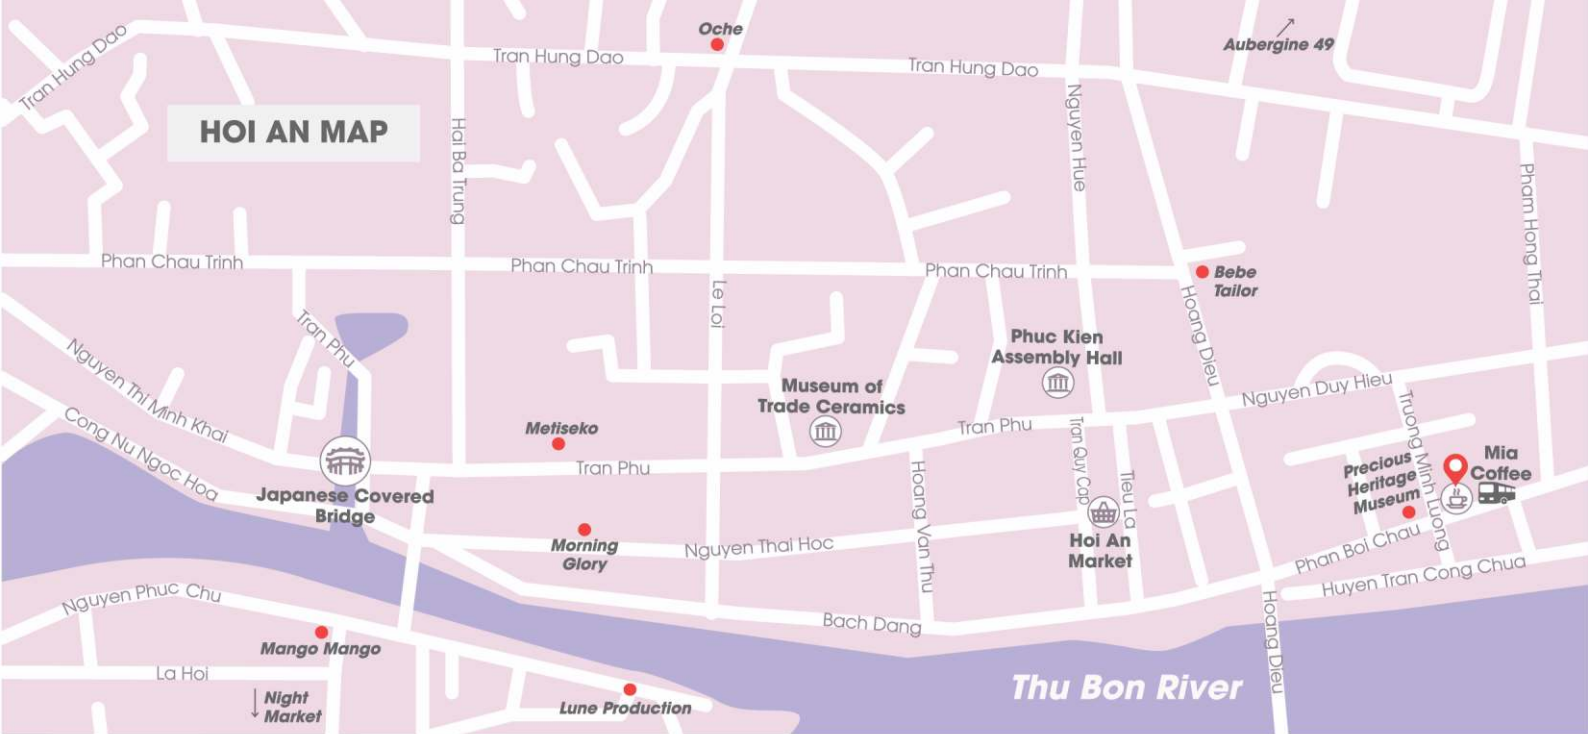 Oche
Aubergine 49
Tran Hung Dao
Tran Hung Dao
Tran Hung Dao
HOI AN MAP
Hai Ba Trung
Nguyen Hue
Pham Hong Thai
Phan Chau Trinh
Phan Chau Trinh
Phan Chau Trinh
Bebe
Tailor
Le Loi
Hoang Dieu
Tran Phu
Phuc Kien
Assembly Hall
Nguyen Thi Minh Khai
Museum of
Trade Ceramics
Nguyen Duy Hieu
Truong Minh Luong
Cong Nu Ngoc Hoa
Metiseko
Tran Phu
Tran Phu
Tran Quy Cap
Tieu La
Hoang Van Thu
Precious
Heritage
Museum
Mia
Coffee
Japanese Covered
Bridge
Morning
Glory
Nguyen Thai Hoc
Hoi An
Market
Phan Boi Chau
Huyen Tran Cong Chua
Nguyen Phuc Chu
Bach Dang
Hoang Dieu
Mango Mango
La Hoi
Night
Market
Lune Production
Thu Bon River